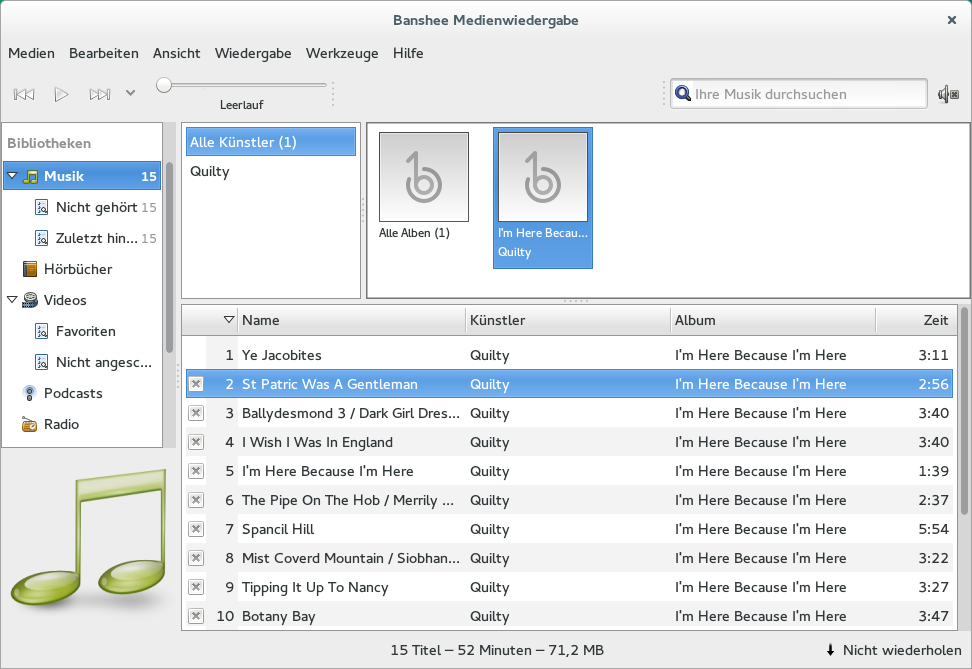 Banshee Medienwiedergabe
Medien Bearbeiten Ansicht Wiedergabe Werkzeuge Hilfe
Leerlauf
Ihre Musik durchsuchen
Bibliotheken
Musik 15
Nicht gehört 15
Zuletzt hin... 15
Hörbücher
Videos
Favoriten
Nicht angesc...
Podcasts
Radio
Alle Künstler (1)
Quilty
Alle Alben (1)
I'm Here Becau...
Quilty
Name Künstler Album Zeit
1 Ye Jacobites Quilty I'm Here Because I'm Here 3:11
2 St Patric Was A Gentleman Quilty I'm Here Because I'm Here 2:56
3 Ballydesmond 3 / Dark Girl Dres... Quilty I'm Here Because I'm Here 3:40
4 I Wish I Was In England Quilty I'm Here Because I'm Here 3:40
5 I'm Here Because I'm Here Quilty I'm Here Because I'm Here 1:39
6 The Pipe On The Hob / Merrily ... Quilty I'm Here Because I'm Here 2:37
7 Spancil Hill Quilty I'm Here Because I'm Here 5:54
8 Mist Coverd Mountain / Siobhan... Quilty I'm Here Because I'm Here 3:22
9 Tipping It Up To Nancy Quilty I'm Here Because I'm Here 3:27
10 Botany Bay Quilty I'm Here Because I'm Here 3:47
15 Titel – 52 Minuten – 71,2 MB
Nicht wiederholen